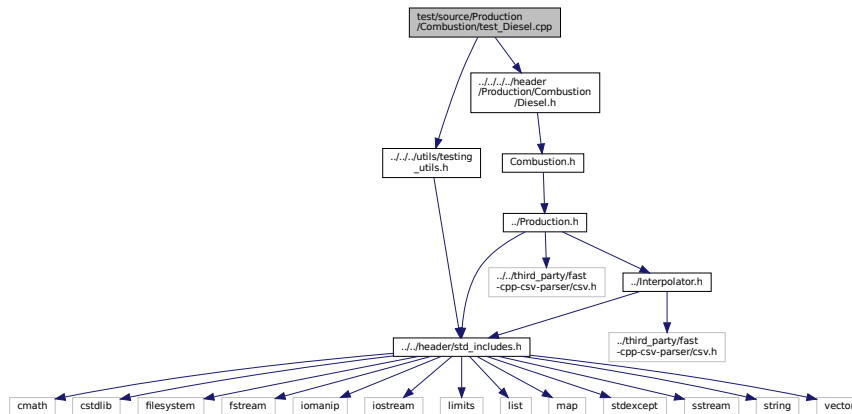 test/source/Production
/Combustion/test_Diesel.cpp
../../../../header
/Production/Combustion
/Diesel.h
../../../utils/testing
_utils.h
Combustion.h
../Production.h
../../third_party/fast
-cpp-csv-parser/csv.h
../Interpolator.h
../third_party/fast
-cpp-csv-parser/csv.h
../../header/std_includes.h
cmath
cstdlib
filesystem
fstream
iomanip
iostream
limits
list
map
stdexcept
sstream
string
vector